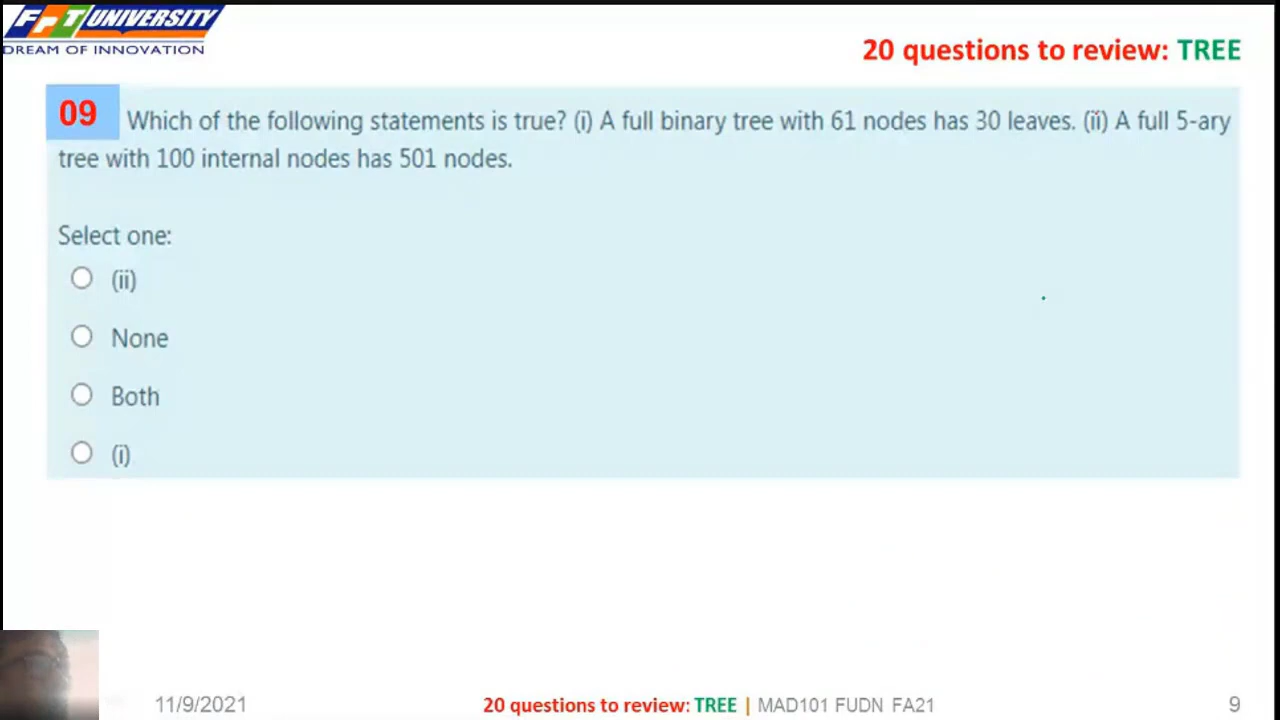 FPT UNIVERSITY
DREAM OF INNOVATION
20 questions to review: TREE
09 Which of the following statements is true? (i) A full binary tree with 61 nodes has 30 leaves. (ii) A full 5-ary
tree with 100 internal nodes has 501 nodes.
Select one:
(ii)
None
Both
(i)
11/9/2021 20 questions to review: TREE | MAD101 FUDN FA21 9